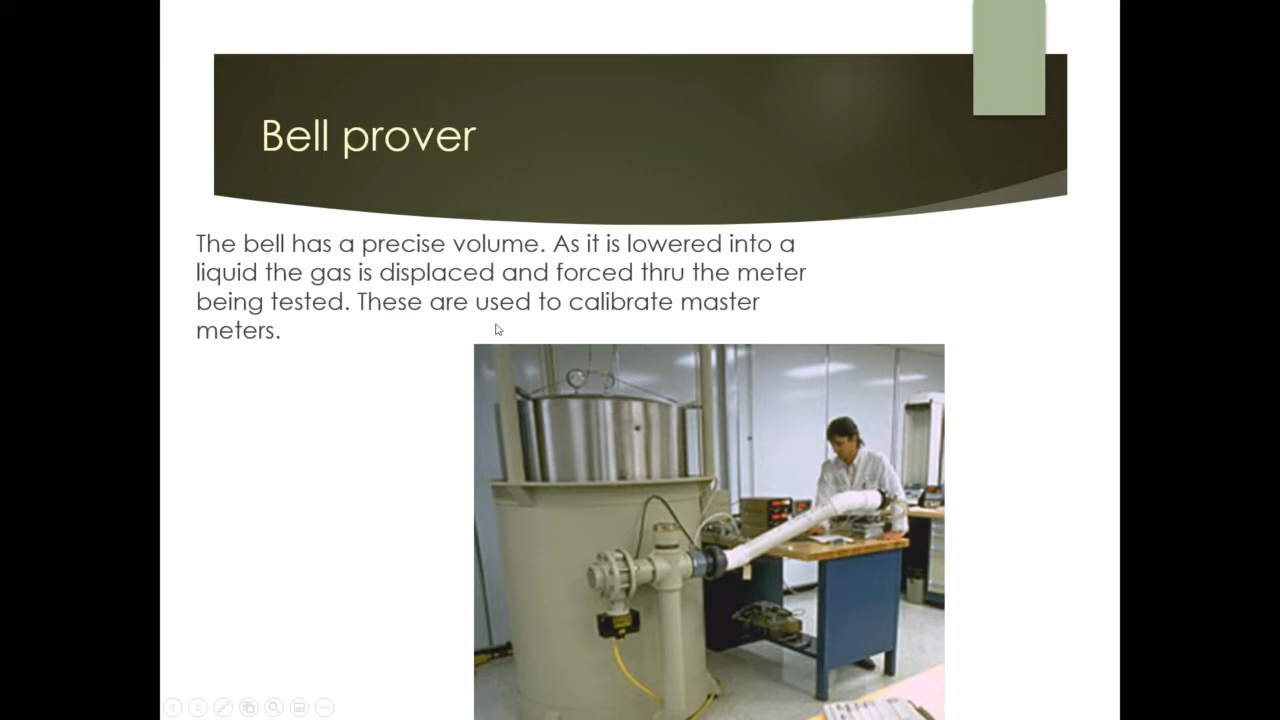 Bell prover
The bell has a precise volume. As it is lowered into a
liquid the gas is displaced and forced thru the meter
being tested. These are used to calibrate master
meters.